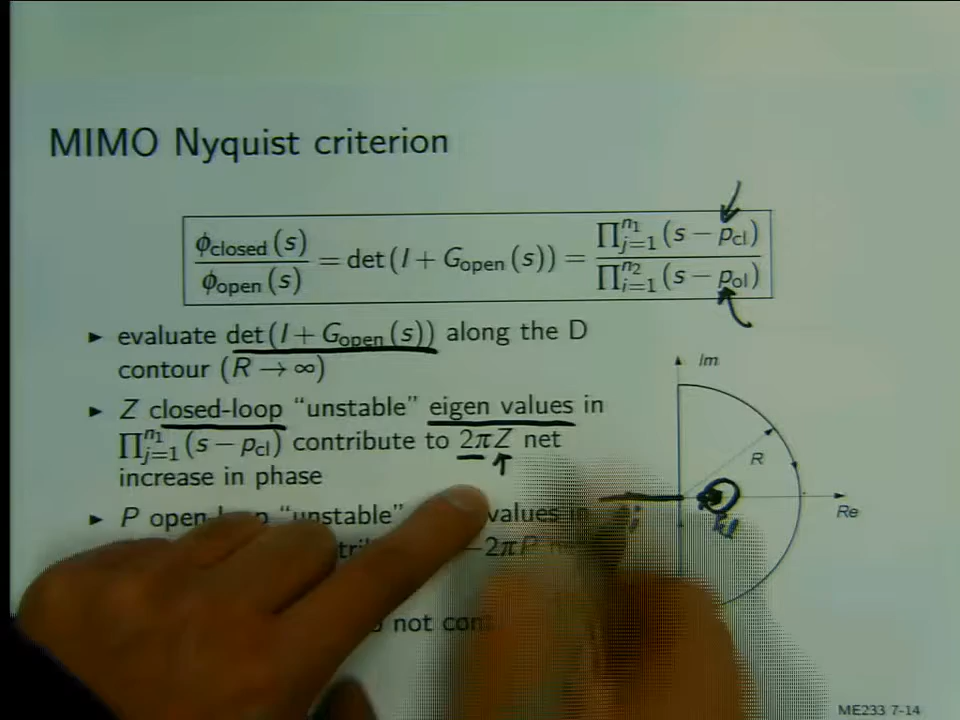 MIMO Nyquist criterion
ϕclosed(s) / ϕopen(s) = det(I + Gopen(s)) = ∏_{j=1}^{n1}(s − pcl) / ∏_{i=1}^{n2}(s − pol)
▶ evaluate det(I + Gopen(s)) along the D
contour (R → ∞)
Im
▶ Z closed-loop “unstable” eigen values in
∏_{j=1}^{n1}(s − pcl) contribute to 2πZ net
R
increase in phase
Re
▶ P open-loop “unstable” values in
−2πP
not
ME233 7-14